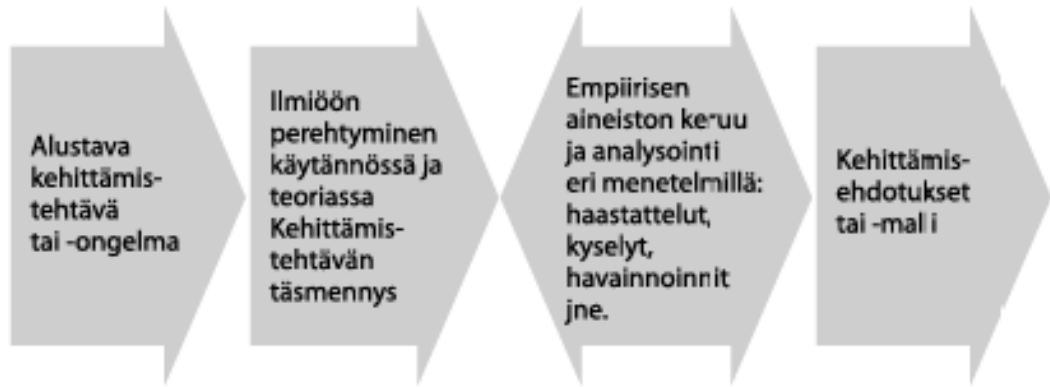 Alustava
kehittämis-
tehtävä
tai -ongelma
Ilmiöön
perehtyminen
käytännössä ja
teoriassa
Kehittämis-
tehtävän
täsmennys
Empiirisen
aineiston keruu
ja analysointi
eri menetelmillä:
haastattelut,
kyselyt,
havainnoinnit
jne.
Kehittämis-
ehdotukset
tai -malli